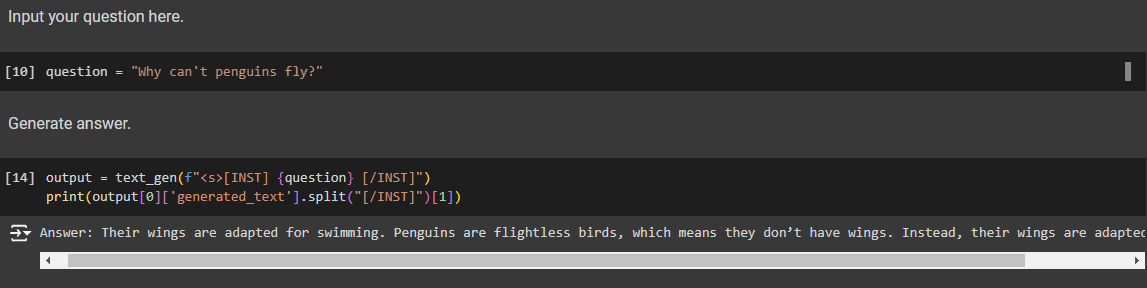 Input your question here.
[10] question = "Why can't penguins fly?"
Generate answer.
[14] output = text_gen(f"<s>[INST] {question} [/INST]")
print(output[0]['generated_text'].split("[/INST]")[1])
Answer: Their wings are adapted for swimming. Penguins are flightless birds, which means they don’t have wings. Instead, their wings are adapted